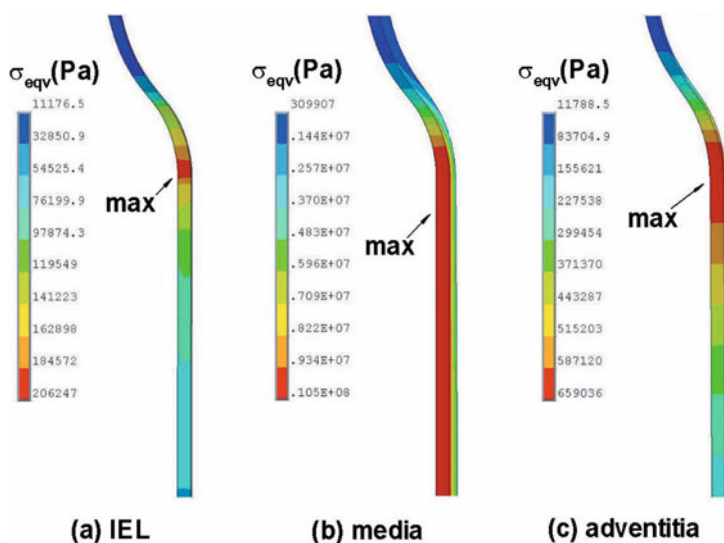 σeqv(Pa)
11176.5
32850.9
54525.4
76199.9
97874.3
119549
141223
162898
184572
206247
max
(a) IEL
σeqv(Pa)
309907
.144E+07
.257E+07
.370E+07
.483E+07
.596E+07
.709E+07
.822E+07
.934E+07
.105E+08
max
(b) media
σeqv(Pa)
11788.5
83704.9
155621
227538
299454
371370
443287
515203
587120
659036
max
(c) adventitia